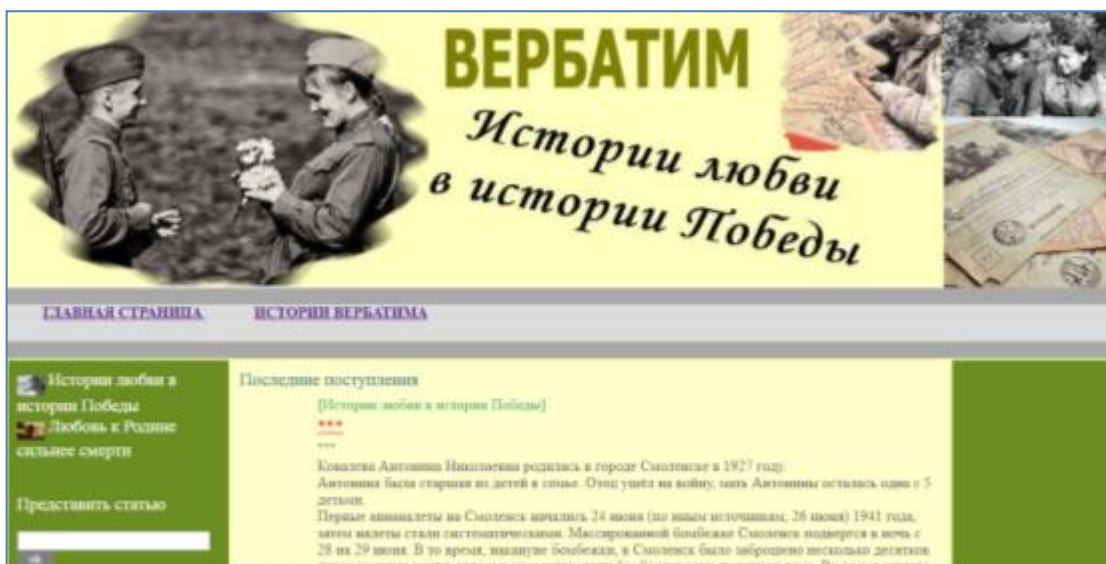 ВЕРБАТИМ
Истории любви
в истории Победы
ГЛАВНАЯ СТРАНИЦА
ИСТОРИИ ВЕРБАТИМА
Истории любви в
истории Победы
Любовь к Родине
сильнее смерти
Представить статью
Последние поступления
[Истории любви в истории Победы]
***
***
Ковалева Антонина Николаевна родилась в городе Смоленске в 1927 году.
Антонина была старшая из детей в семье. Отец ушёл на войну, мать Антонины осталась одна с 5
детьми.
Первые авианалеты на Смоленск начались 24 июня (по иным источникам, 26 июня) 1941 года,
затем налеты стали систематическими. Массированной бомбежке Смоленск подвергся в ночь с
28 на 29 июня. В то время, накануне бомбежки, в Смоленск было заброшено несколько десятков